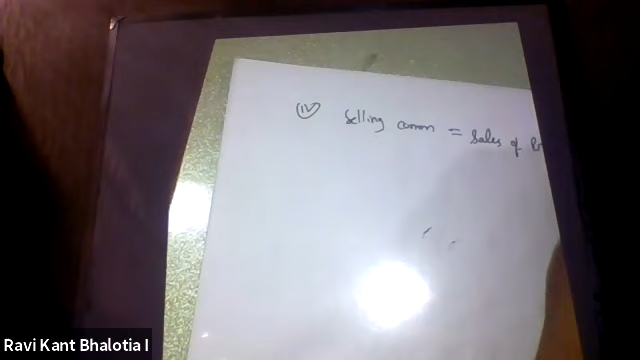 (iv) Selling comm = Sales of
Ravi Kant Bhalotia I